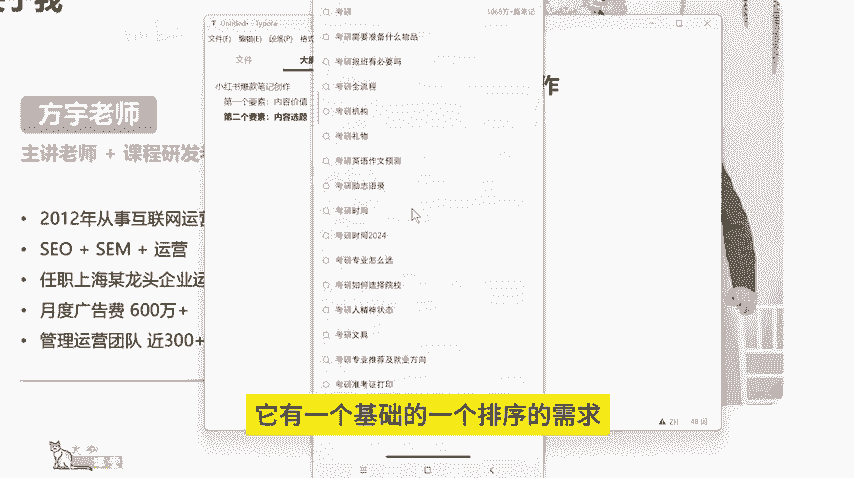 于我
方宇老师
主讲老师 + 课程研发
2012年从事互联网运营
SEO + SEM + 运营
任职上海某龙头企业运
月度广告费 600万+
管理运营团队 近300+
Untitled - Typora
文件(F) 编辑(E) 段落(P) 格式
文件
大纲
小红书爆款笔记创作
第一个要素：内容价值
第二个要素：内容选题
作
考研
考研需要准备什么物品
考研报班有必要吗
考研全流程
考研机构
考研礼物
考研英语作文预测
考研励志语录
考研时间
考研时间2024
考研专业怎么选
考研如何选择院校
考研人精神状态
考研文具
考研专业推荐及就业方向
考研准考证打印
ZH 48 词
它有一个基础的一个排序的需求